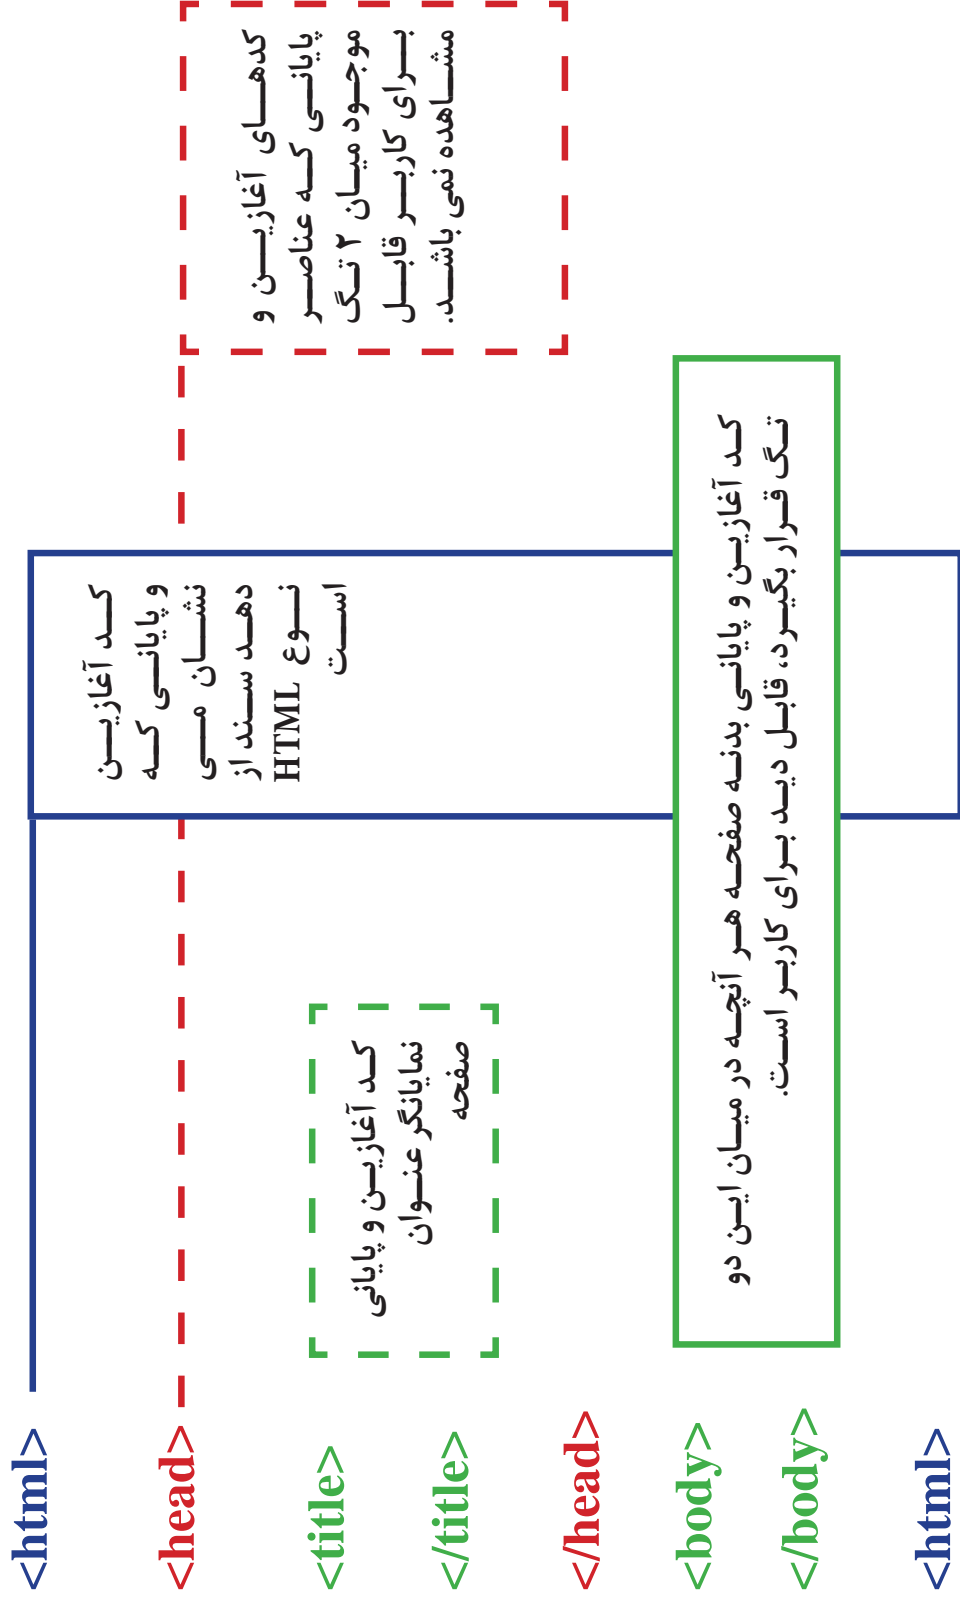 <html>
<head>
<title>
</title>
</head>
<body>
</body>
<html>
کد آغازین
و پایانی که
نشان می
دهد سند از
نوع HTML
است
کدهای آغازین و
پایانی که عناصر
موجود میان ۲ تگ
برای کاربر قابل
مشاهده نمی باشد.
کد آغازین و پایانی
نمایانگر عنوان
صفحه
کد آغازین و پایانی بدنه صفحه هر آنچه در میان این دو
تگ قرار بگیرد، قابل دید برای کاربر است.